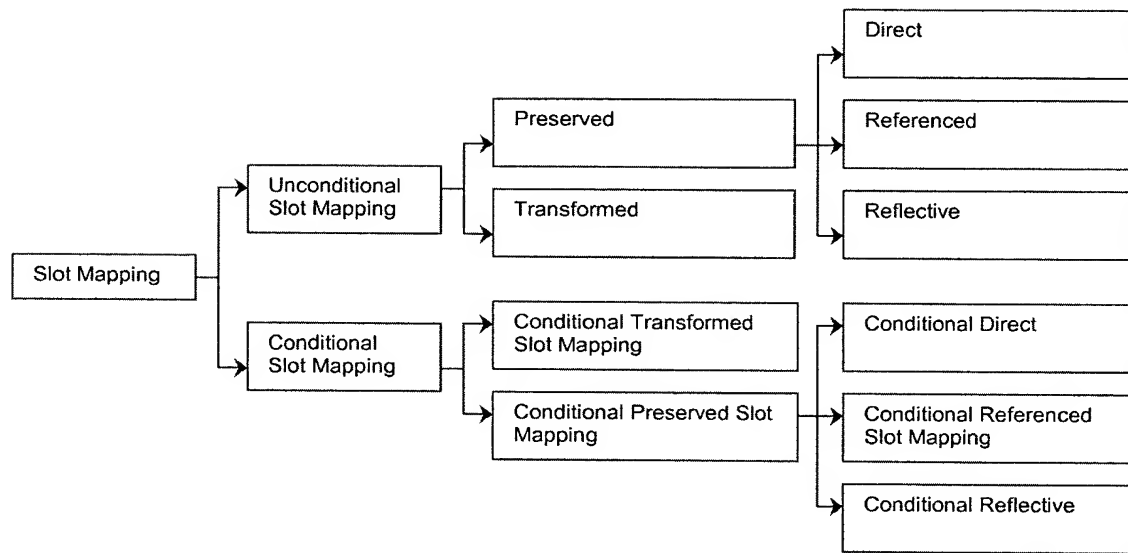 Slot Mapping
Unconditional
Slot Mapping
Conditional
Slot Mapping
Preserved
Transformed
Conditional Transformed
Slot Mapping
Conditional Preserved Slot
Mapping
Direct
Referenced
Reflective
Conditional Direct
Conditional Referenced
Slot Mapping
Conditional Reflective